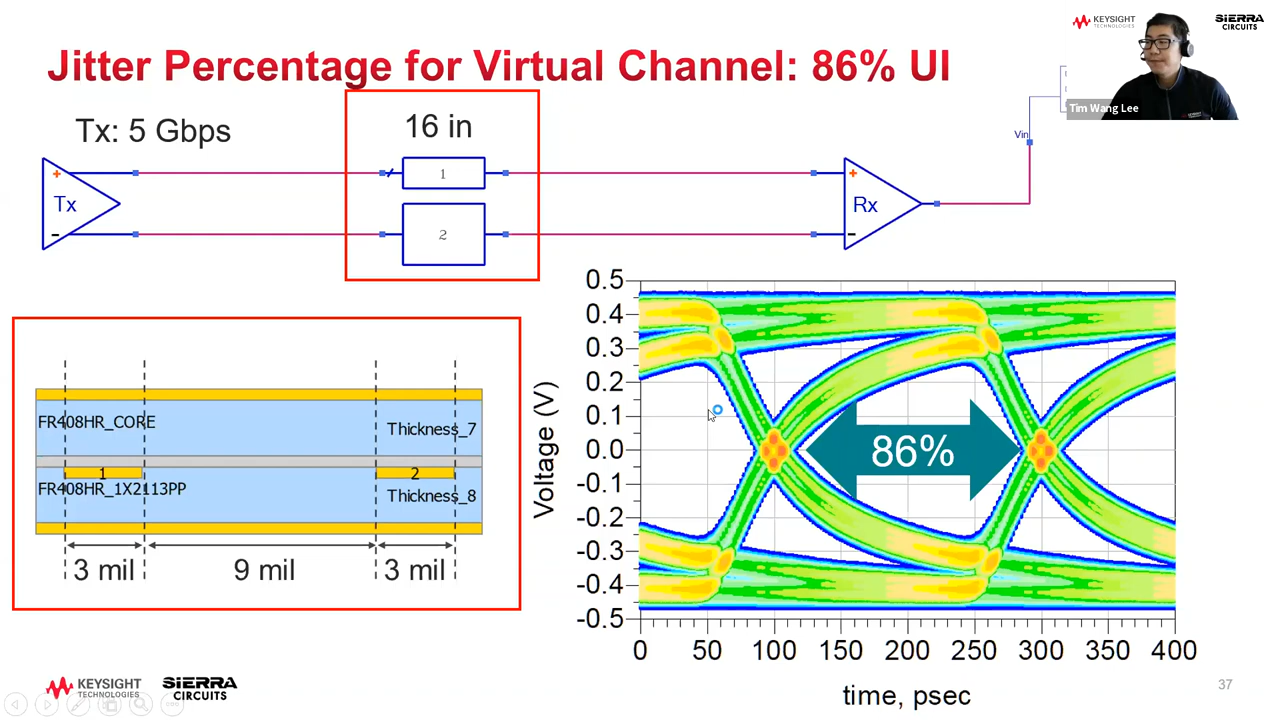 KEYSIGHT
TECHNOLOGIES
SIERRA
CIRCUITS
Jitter Percentage for Virtual Channel: 86% UI
Tim Wang Lee
Tx: 5 Gbps
16 in
Vin
+
1
+
Tx
Rx
-
2
-
0.5
0.4
0.3
0.2
0.1
0.0
-0.1
-0.2
-0.3
-0.4
-0.5
Voltage (V)
86%
0 50 100 150 200 250 300 350 400
time, psec
FR408HR_CORE
Thickness_7
1
2
FR408HR_1X2113PP
Thickness_8
3 mil
9 mil
3 mil
KEYSIGHT
TECHNOLOGIES
SIERRA
CIRCUITS
37